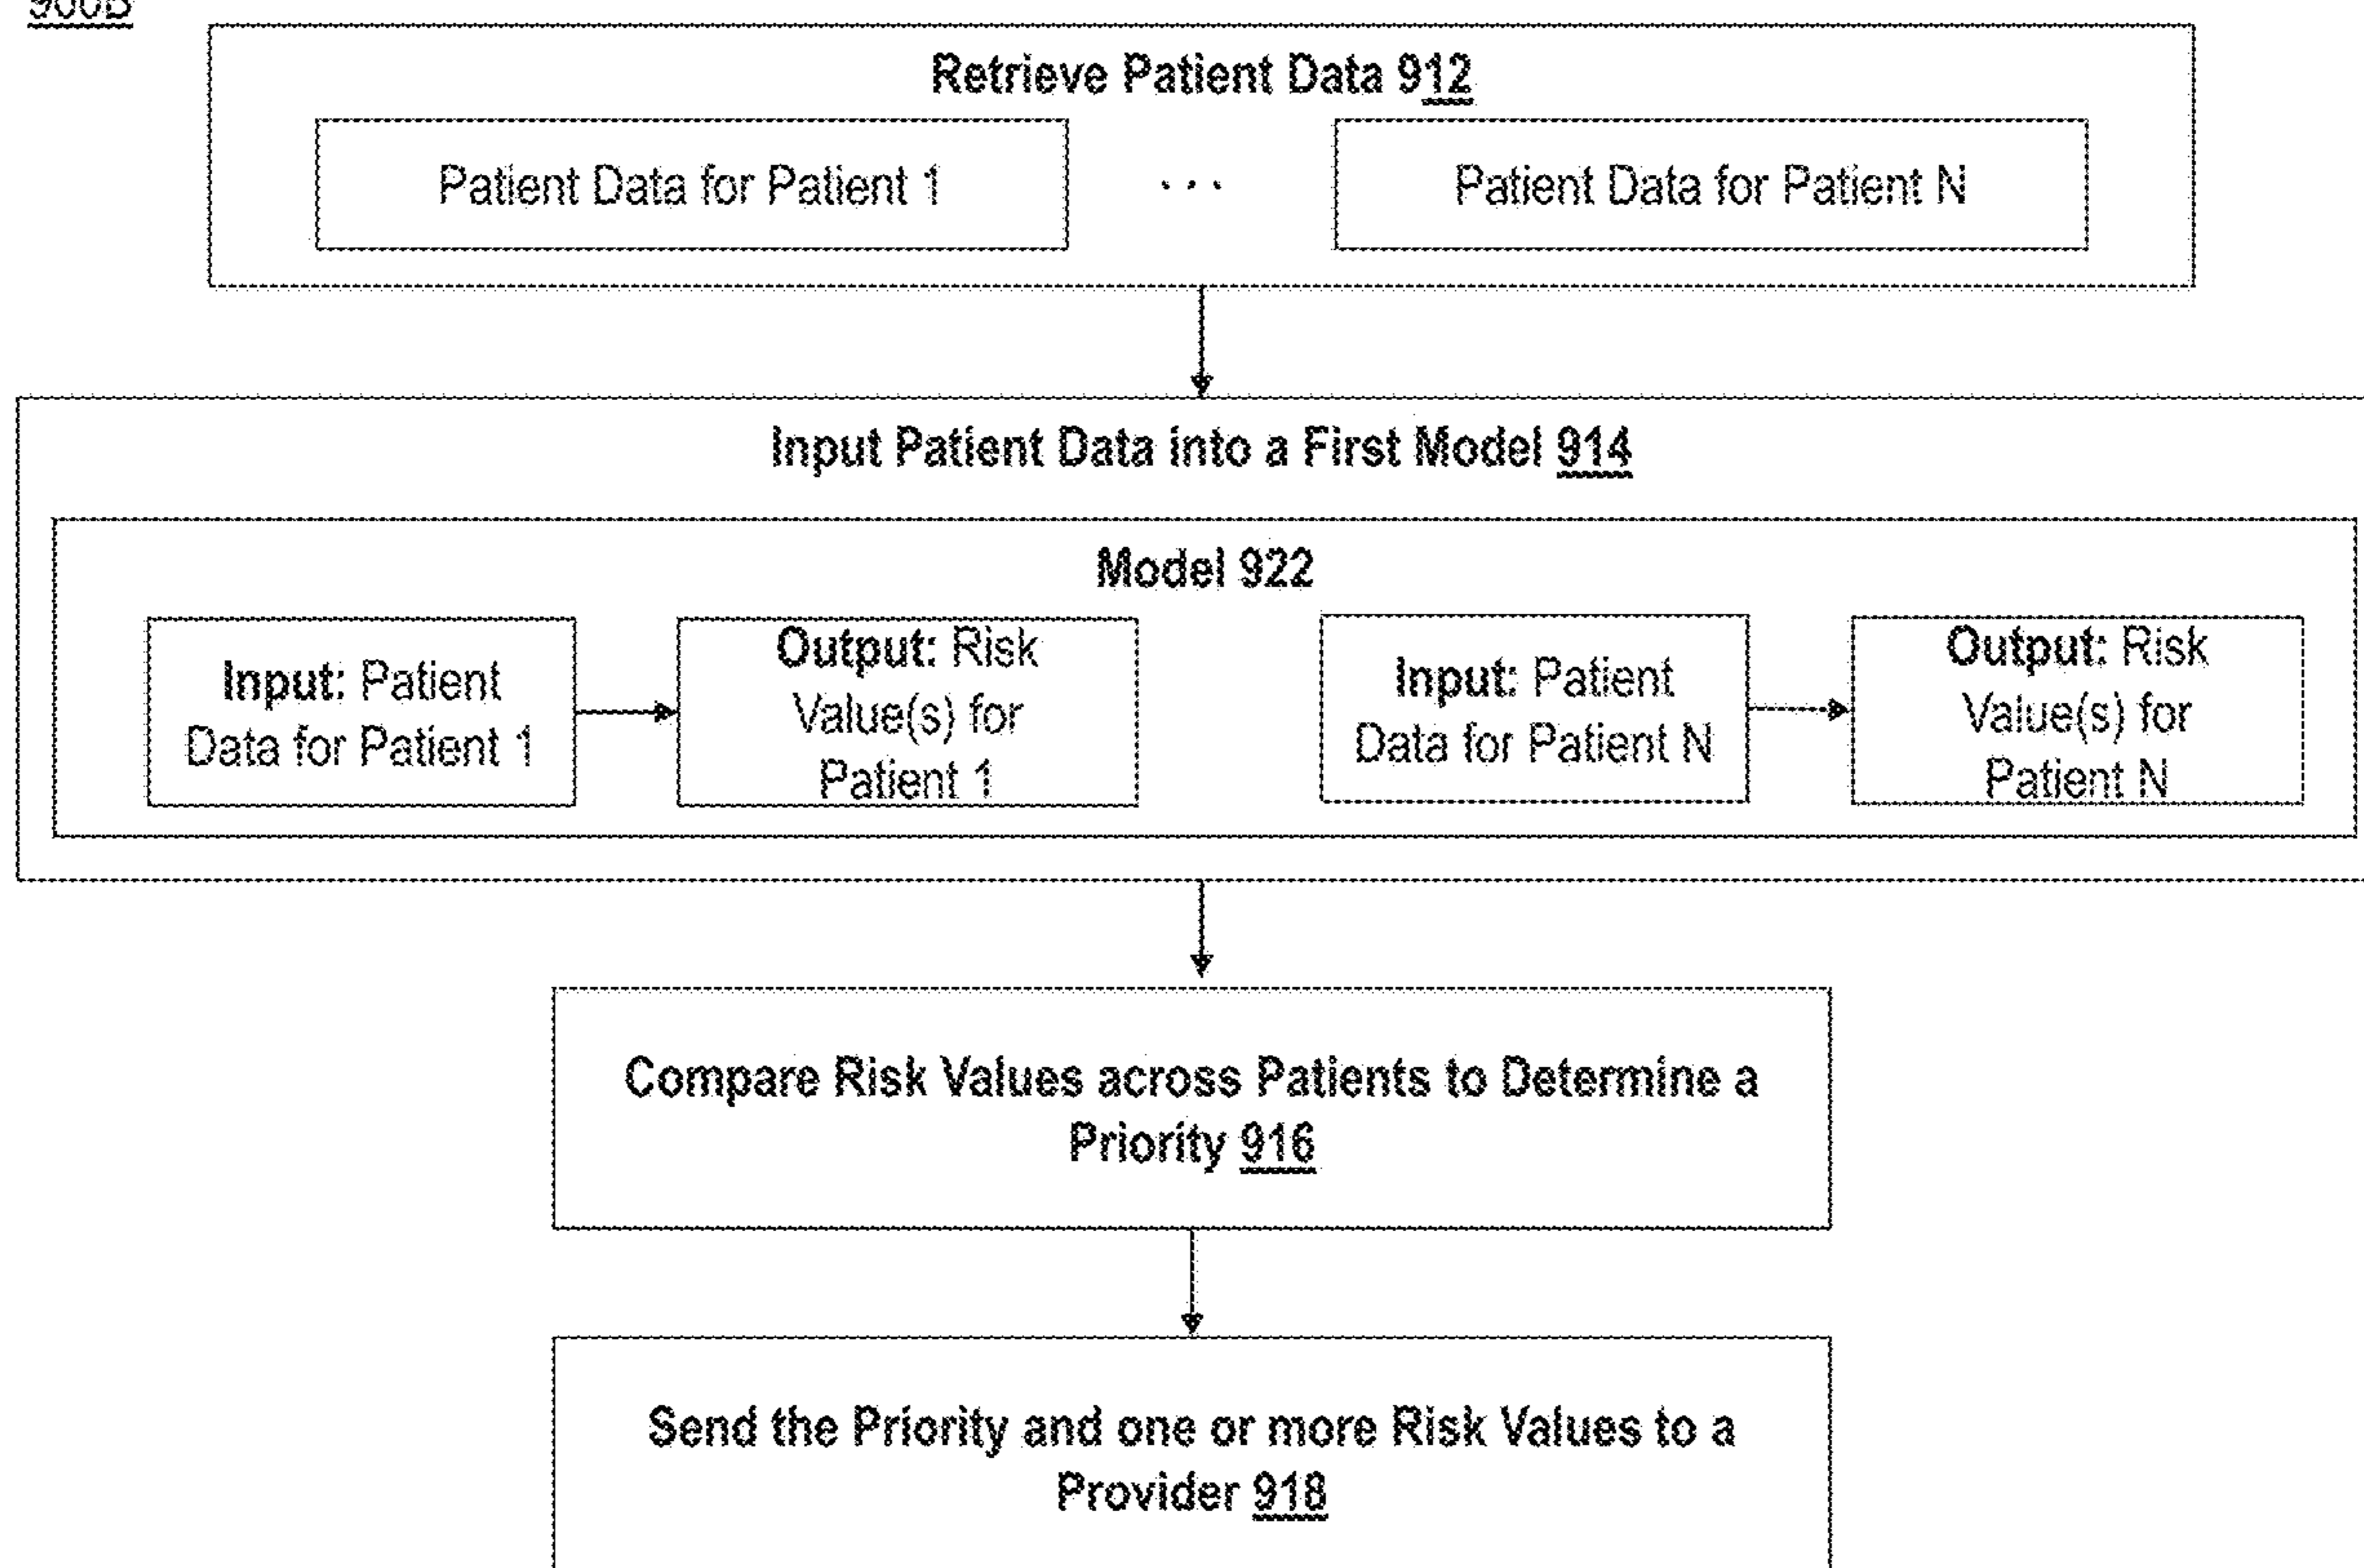 900B
Retrieve Patient Data 912
Patient Data for Patient 1
...
Patient Data for Patient N
Input Patient Data into a First Model 914
Model 922
Input: Patient
Data for Patient 1
Output: Risk
Value(s) for
Patient 1
Input: Patient
Data for Patient N
Output: Risk
Value(s) for
Patient N
Compare Risk Values across Patients to Determine a
Priority 916
Send the Priority and one or more Risk Values to a
Provider 918